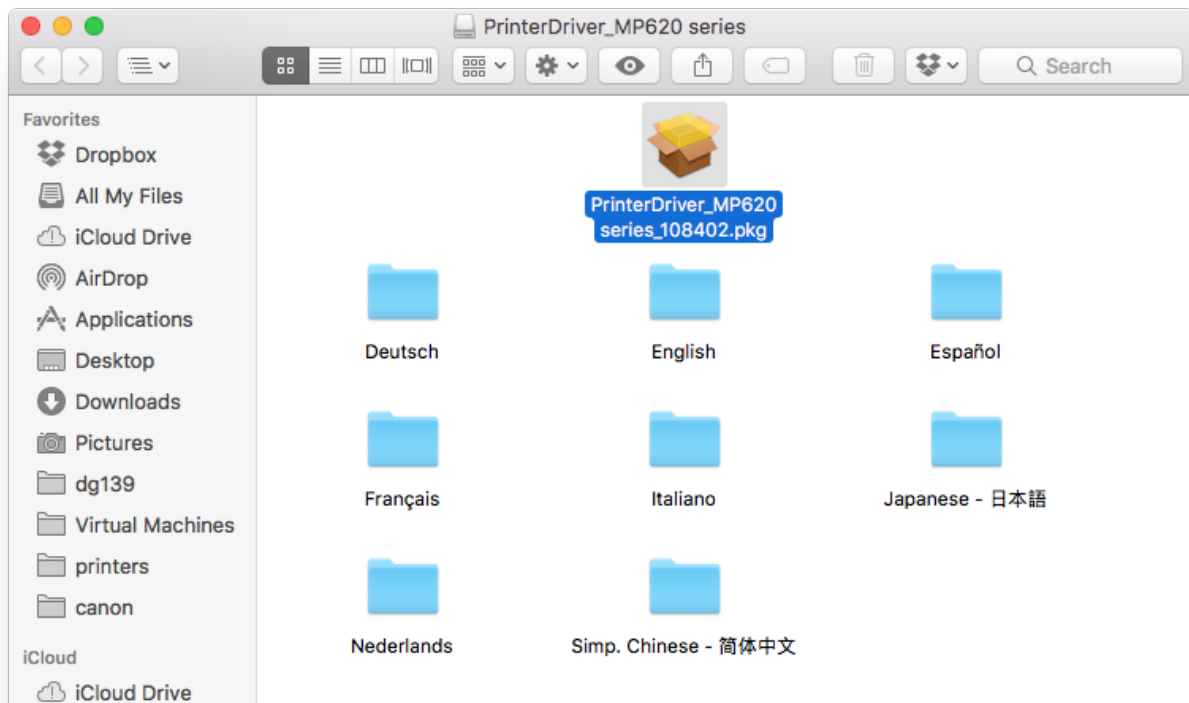 PrinterDriver_MP620 series
Search
Favorites
Dropbox
All My Files
iCloud Drive
AirDrop
Applications
Desktop
Downloads
Pictures
dg139
Virtual Machines
printers
canon
iCloud
iCloud Drive
PrinterDriver_MP620
series_108402.pkg
Deutsch
English
Español
Français
Italiano
Japanese - 日本語
Nederlands
Simp. Chinese - 简体中文